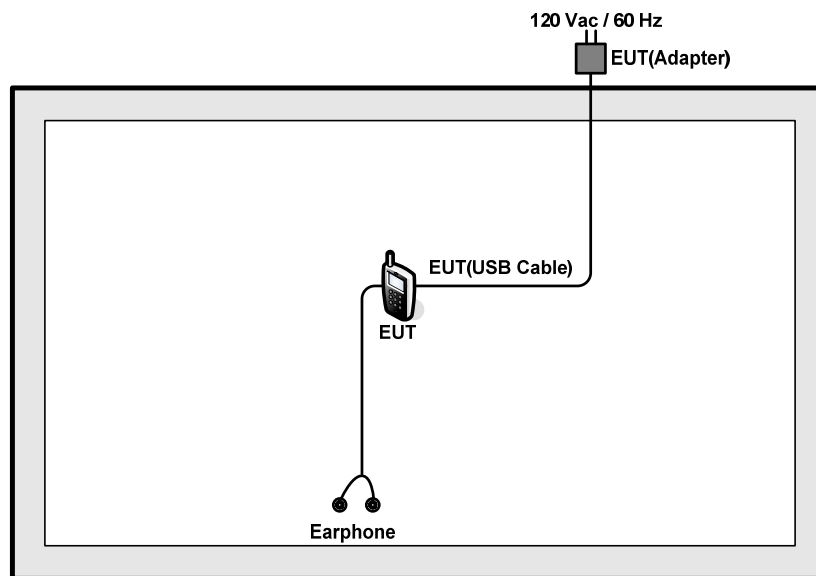 120 Vac / 60 Hz
EUT(Adapter)
EUT(USB Cable)
EUT
Earphone